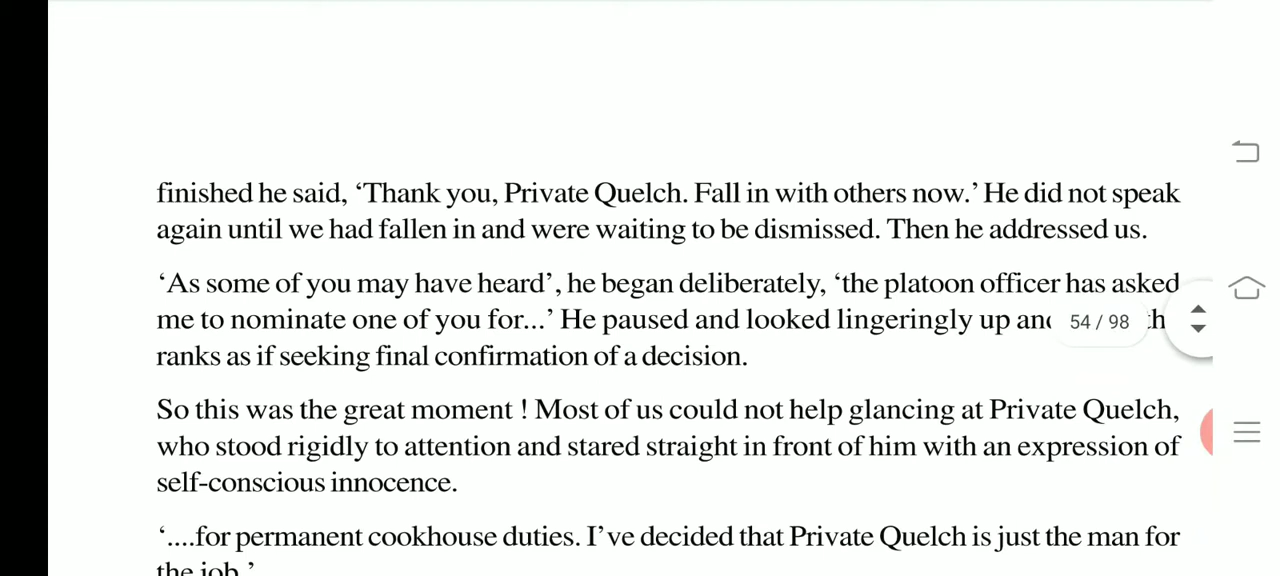 finished he said, ‘Thank you, Private Quelch. Fall in with others now.’ He did not speak
again until we had fallen in and were waiting to be dismissed. Then he addressed us.
‘As some of you may have heard’, he began deliberately, ‘the platoon officer has asked
me to nominate one of you for...’ He paused and looked lingeringly up
54 / 98
ranks as if seeking final confirmation of a decision.
So this was the great moment ! Most of us could not help glancing at Private Quelch,
who stood rigidly to attention and stared straight in front of him with an expression of
self-conscious innocence.
‘....for permanent cookhouse duties. I’ve decided that Private Quelch is just the man for
the job.’